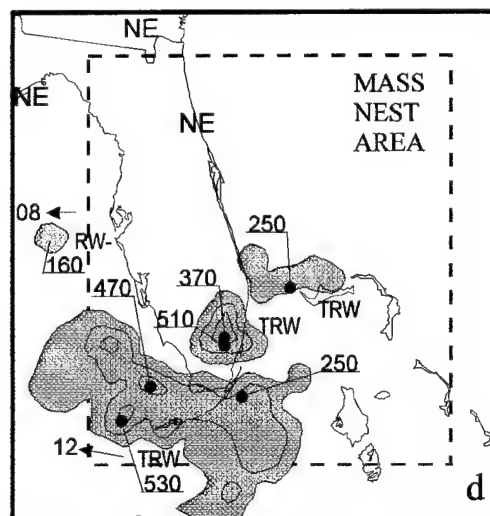 NE
NE
MASS
NEST
AREA
NE
08
RW-
160
250
470
370
510
TRW
TRW
250
12
TRW
530
d